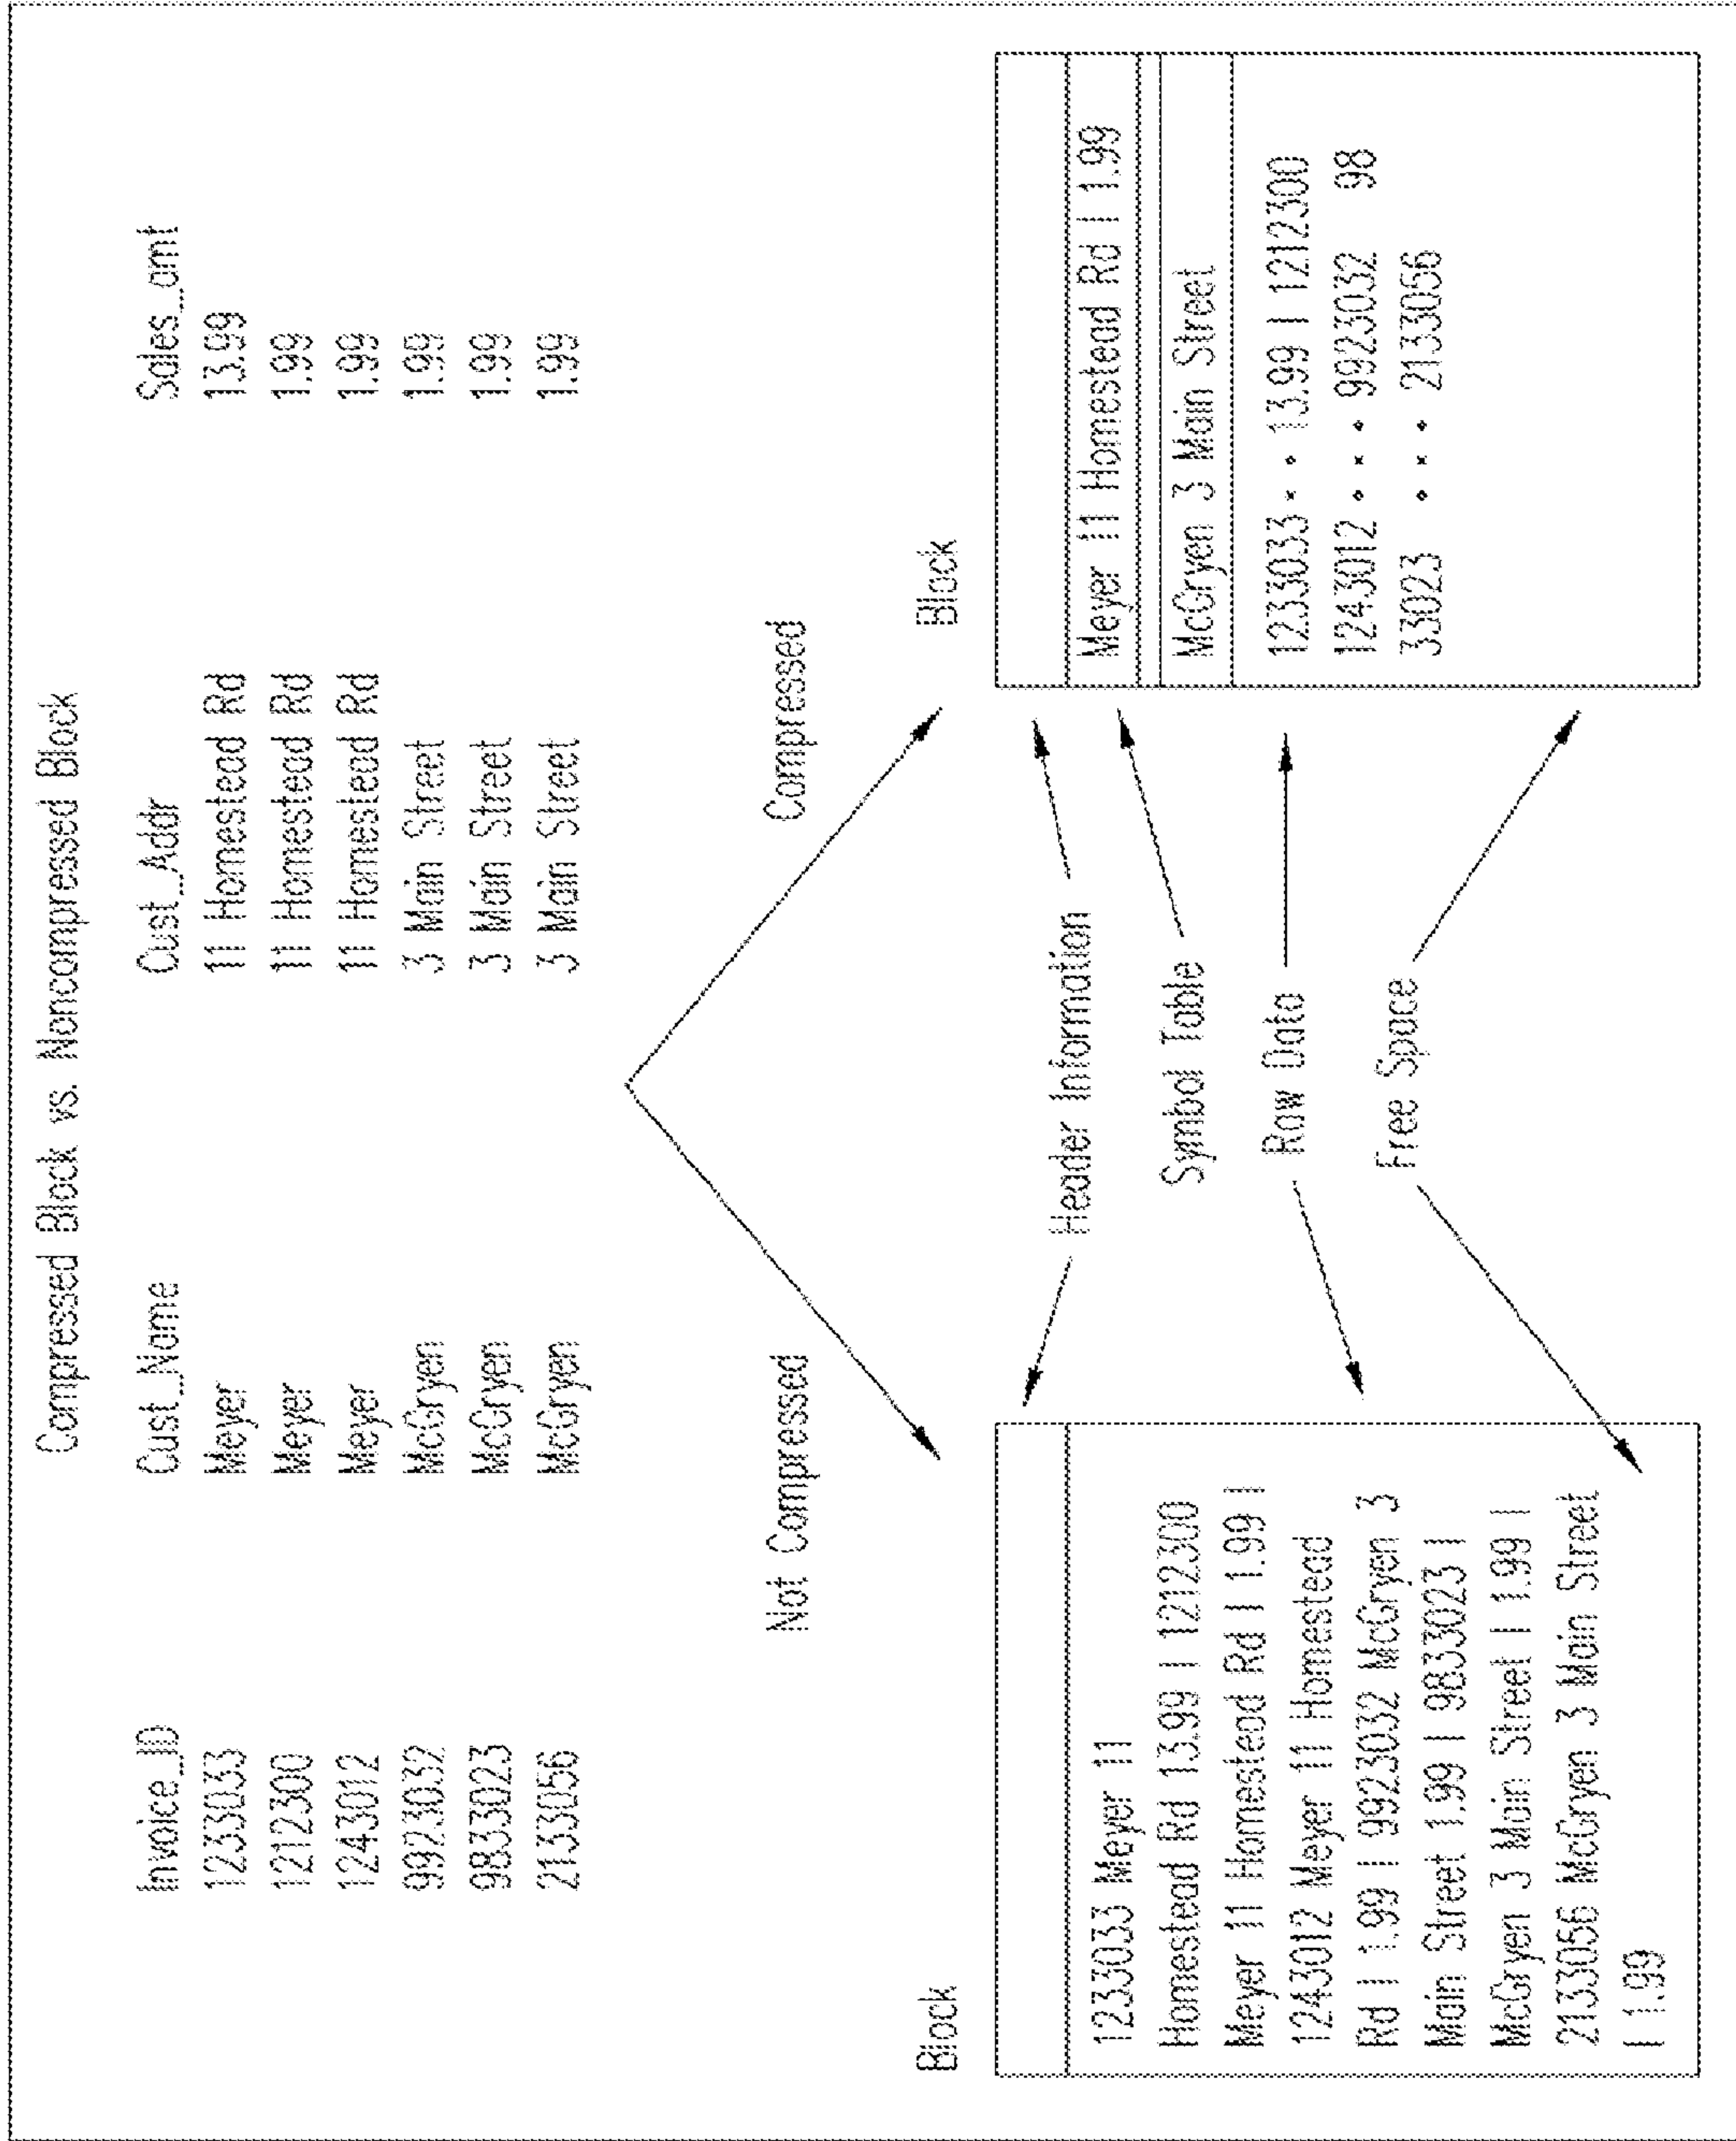 Compressed Block vs. Noncompressed Block
Invoice_ID Cust_Name Cust_Addr Sales_amt
1233033 Meyer 11 Homestead Rd 13.99
1212300 Meyer 11 Homestead Rd 1.99
1243012 Meyer 11 Homestead Rd 1.99
9923032 McGryen 3 Main Street 1.99
9833023 McGryen 3 Main Street 1.99
2133056 McGryen 3 Main Street 1.99
Not Compressed
Compressed
Block
1233033 Meyer 11
Homestead Rd 13.99 | 1212300
Meyer 11 Homestead Rd | 1.99 |
1243012 Meyer 11 Homestead
Rd | 1.99 | 9923032 McGryen 3
Main Street 1.99 | 9833023 |
McGryen 3 Main Street | 1.99 |
2133056 McGryen 3 Main Street
| 1.99
Header Information
Symbol Table
Raw Data
Free Space
Block
Meyer 11 Homestead Rd | 1.99
McGryen 3 Main Street
1233033 • • 13.99 | 1212300
1243012 • • • 9923032 98
33023 • • • 2133056